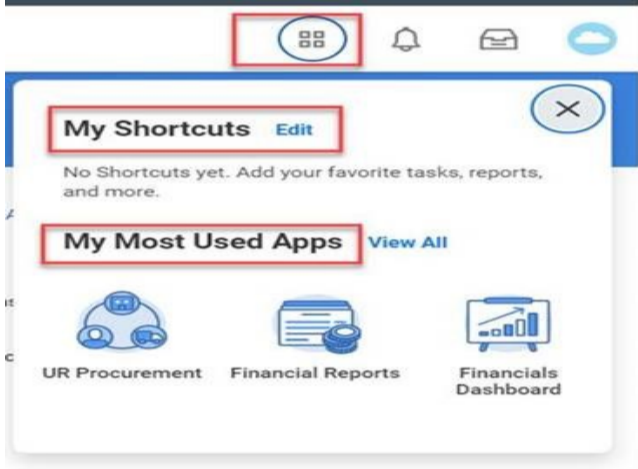 My Shortcuts Edit
No Shortcuts yet. Add your favorite tasks, reports,
and more.
My Most Used Apps View All
UR Procurement Financial Reports Financials
Dashboard